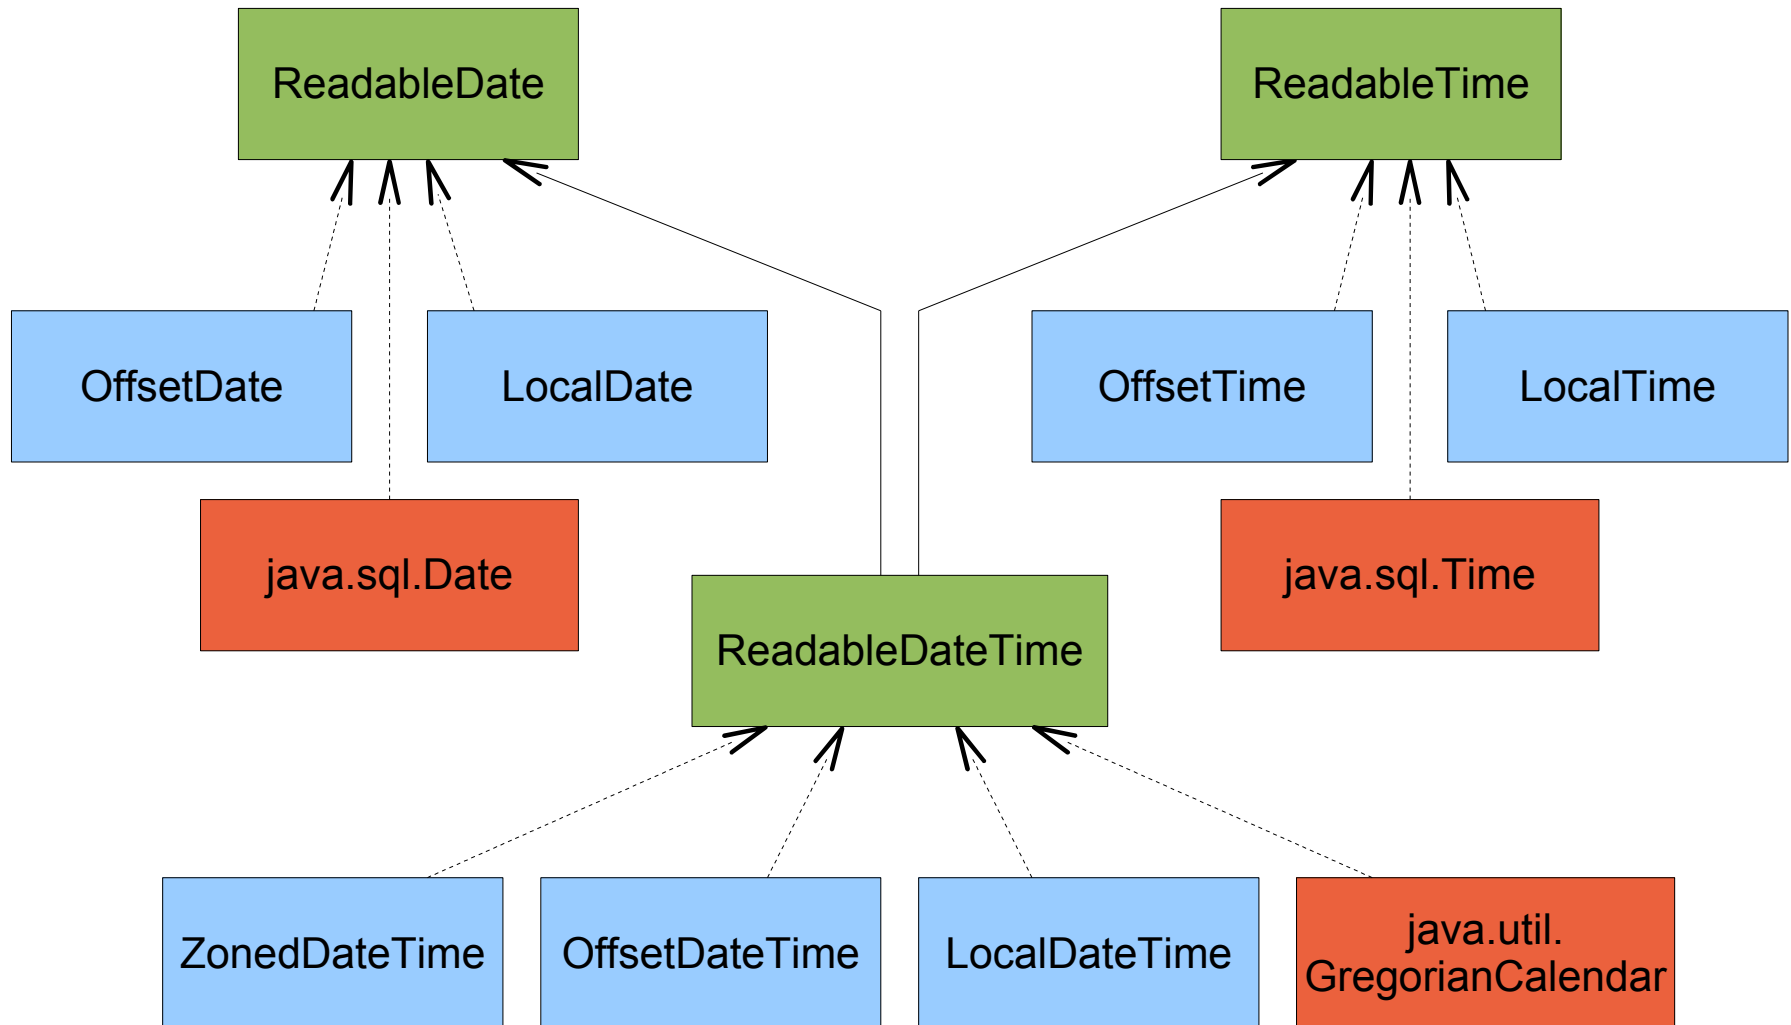 ReadableDate
ReadableTime
OffsetDate
LocalDate
OffsetTime
LocalTime
java.sql.Date
java.sql.Time
ReadableDateTime
ZonedDateTime
OffsetDateTime
LocalDateTime
java.util.
GregorianCalendar